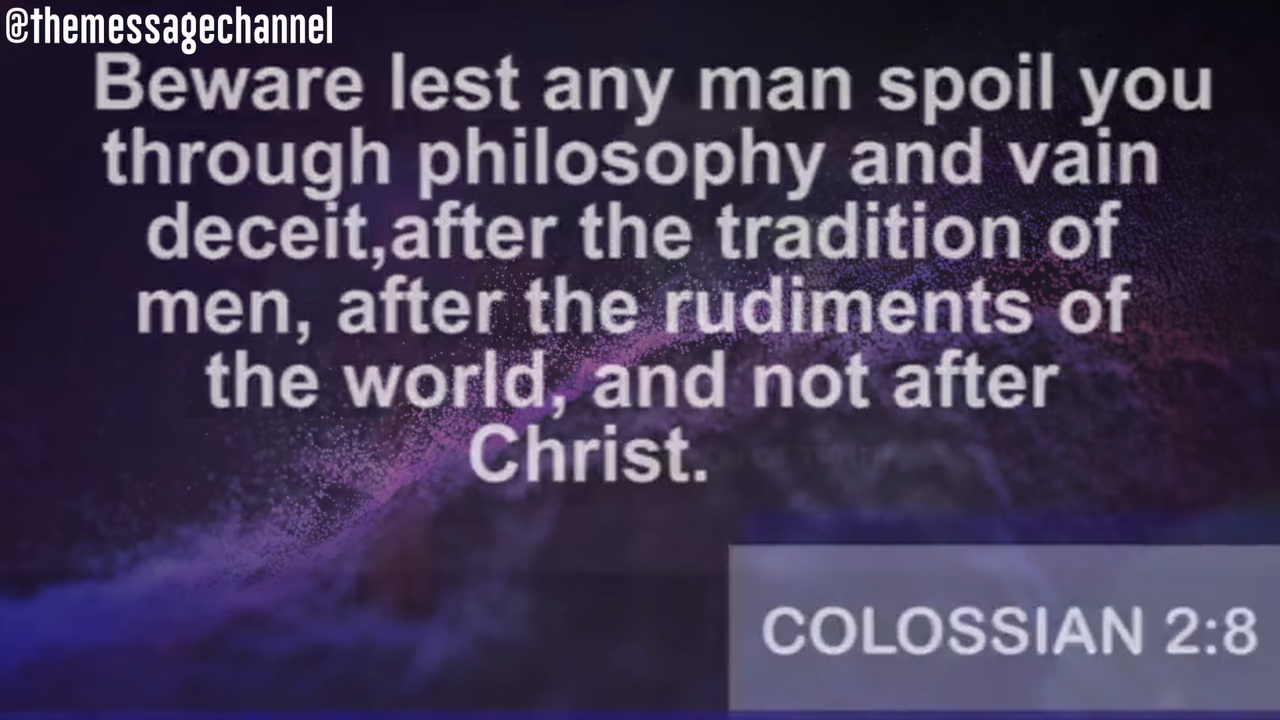 @themessagechannel
Beware lest any man spoil you
through philosophy and vain
deceit,after the tradition of
men, after the rudiments of
the world, and not after
Christ.
COLOSSIAN 2:8